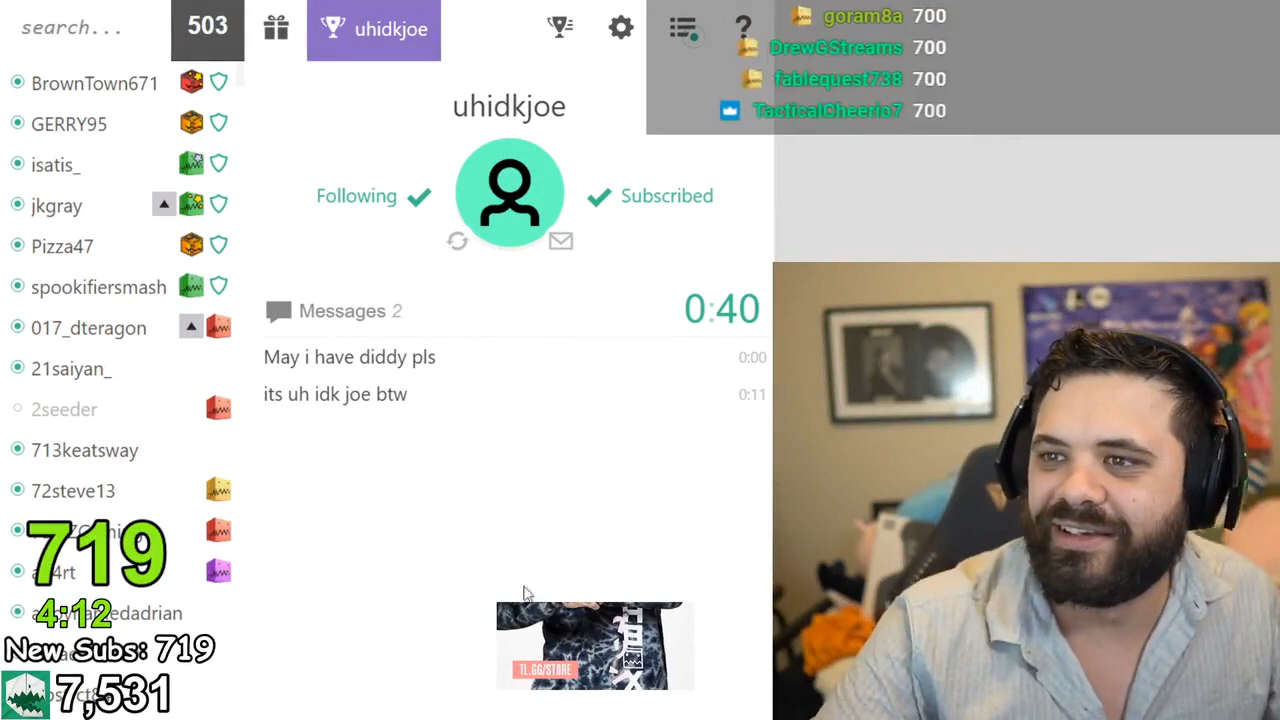 search...
503
uhidkjoe
?
goram8a 700
DrewGStreams 700
fablequest738 700
TacticalCheerio7 700
BrownTown671
GERRY95
isatis_
jkgray
Pizza47
spookifiersmash
017_dteragon
21saiyan_
2seeder
713keatsway
72steve13
uhidkjoe
Following
Subscribed
Messages 2
0:40
May i have diddy pls 0:00
its uh idk joe btw 0:11
719
4:12
New Subs: 719
7,531
TL.GG/STORE